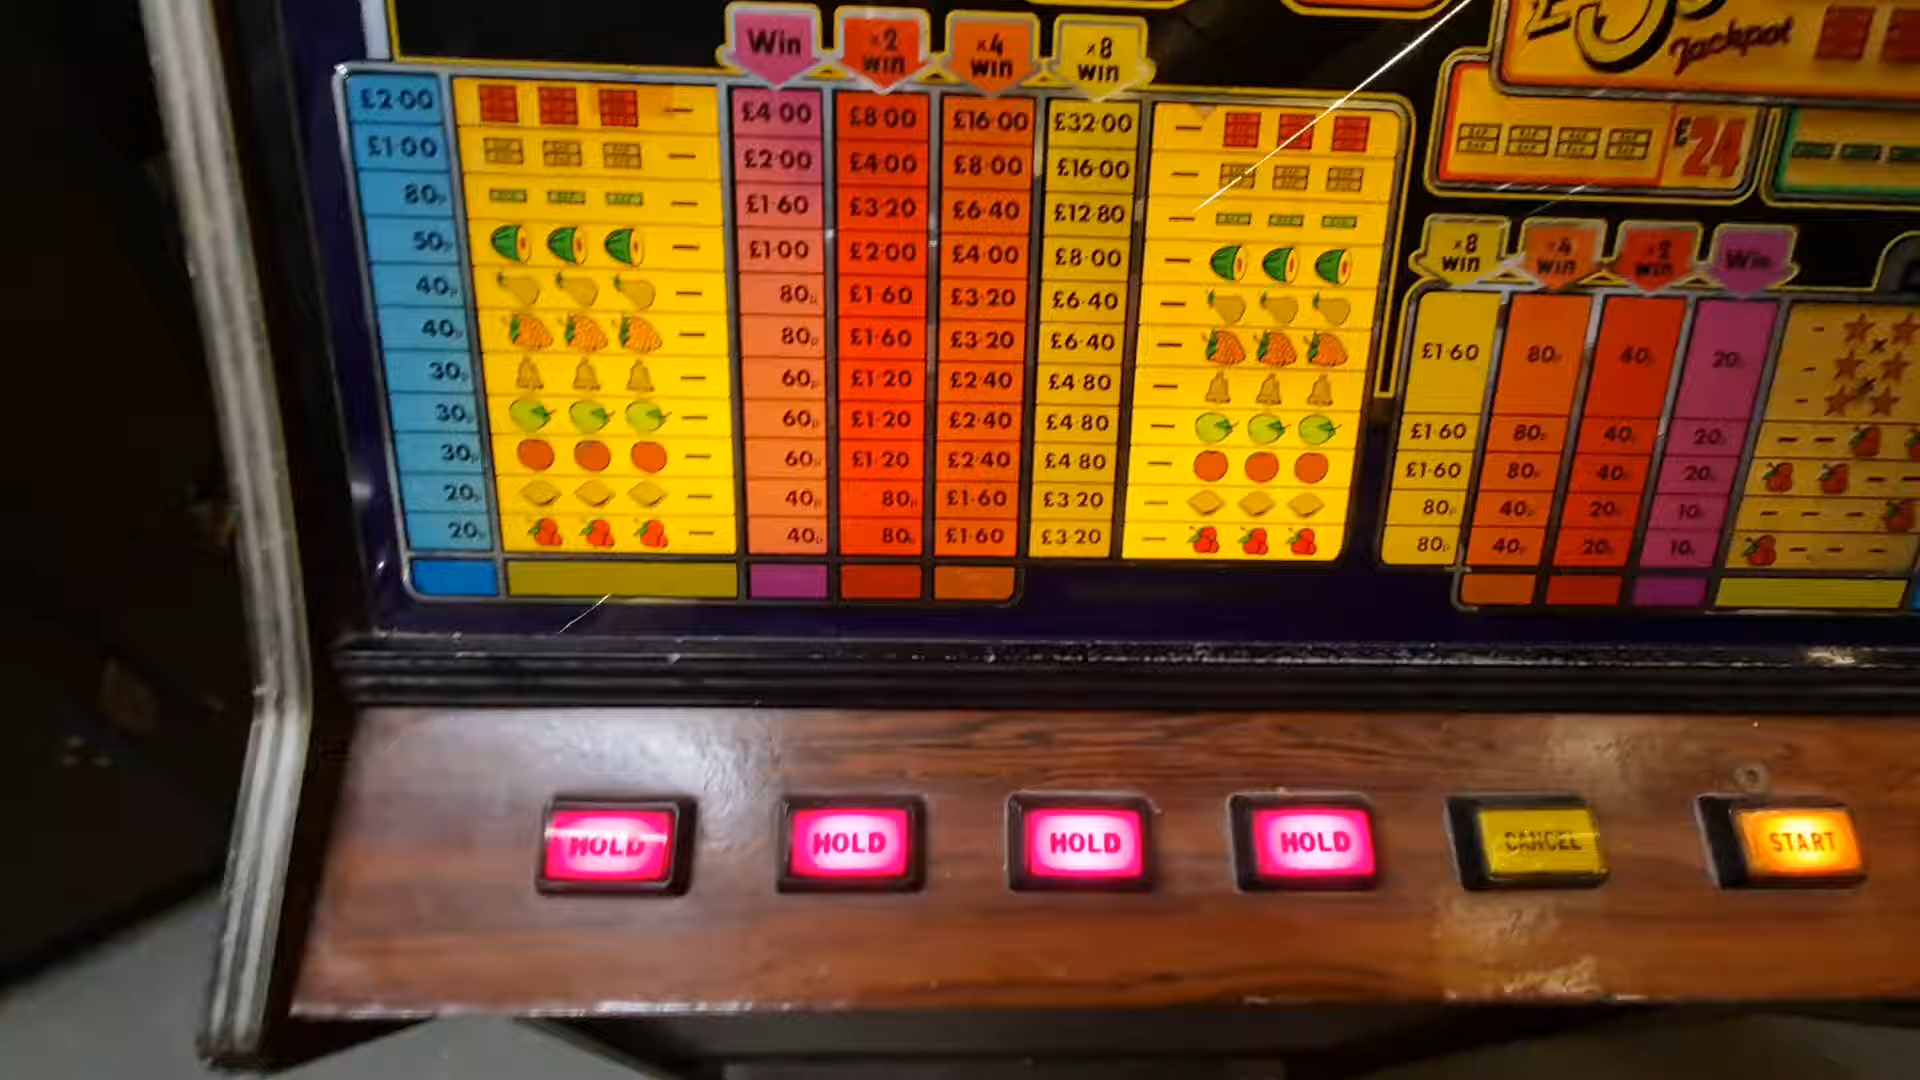 Jackpot
Win x2 win x4 win x8 win
£2·00 £4·00 £8·00 £16·00 £32·00
£1·00 £2·00 £4·00 £8·00 £16·00
80p £1·60 £3·20 £6·40 £12·80
50p £1·00 £2·00 £4·00 £8·00
40p 80p £1·60 £3·20 £6·40
40p 80p £1·60 £3·20 £6·40
30p 60p £1·20 £2·40 £4·80
30p 60p £1·20 £2·40 £4·80
30p 60p £1·20 £2·40 £4·80
20p 40p 80p £1·60 £3·20
20p 40p 80p £1·60 £3·20
£24
x8 win x4 win x2 win Win
£1·60 80p 40p 20p
£1·60 80p 40p 20p
£1·60 80p 40p 20p
80p 40p 20p 10p
80p 40p 20p 10p
HOLD HOLD HOLD HOLD CANCEL START